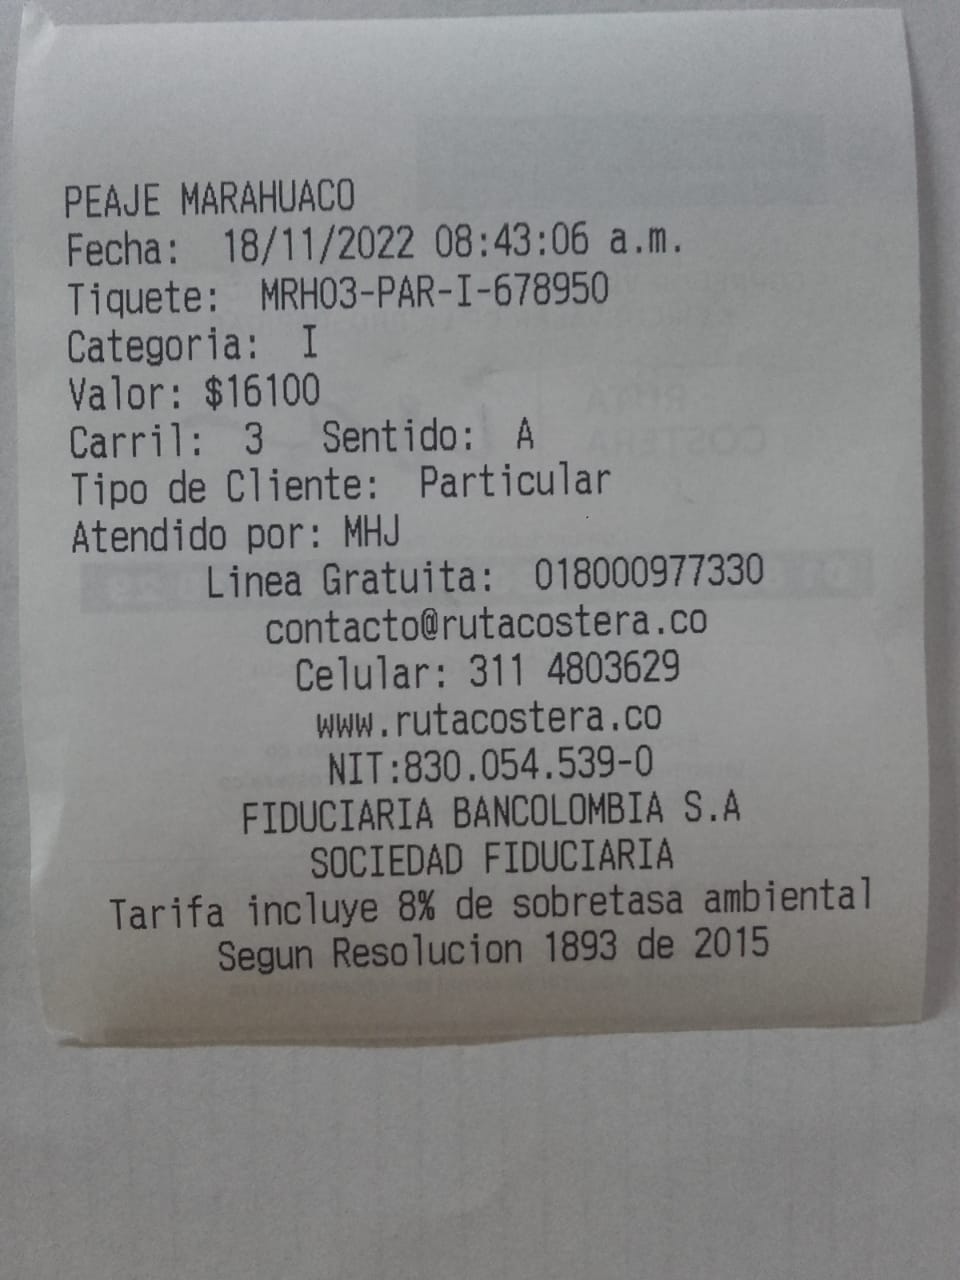 PEAJE MARAHUACO
Fecha: 18/11/2022 08:43:06 a.m.
Tiquete: MRH03-PAR-I-678950
Categoria: I
Valor: $16100
Carril: 3 Sentido: A
Tipo de Cliente: Particular
Atendido por: MHJ
Linea Gratuita: 018000977330
contacto@rutacostera.co
Celular: 311 4803629
www.rutacostera.co
NIT:830.054.539-0
FIDUCIARIA BANCOLOMBIA S.A
SOCIEDAD FIDUCIARIA
Tarifa incluye 8% de sobretasa ambiental
Segun Resolucion 1893 de 2015